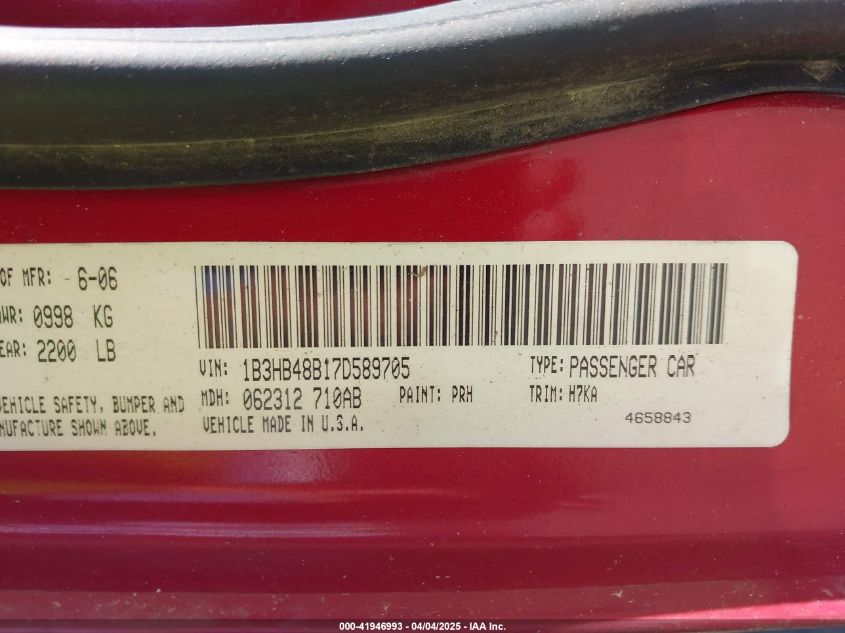 OF MFR: 6-06
WR: 0998 KG
EAR: 2200 LB
VIN: 1B3HB48B17D589705 TYPE: PASSENGER CAR
MDH: 062312 710AB PAINT: PRH TRIM: H7KA
VEHICLE SAFETY, BUMPER AND
NUFACTURE SHOWN ABOVE.
VEHICLE MADE IN U.S.A.
4658843
000-41946993 - 04/04/2025 - IAA Inc.